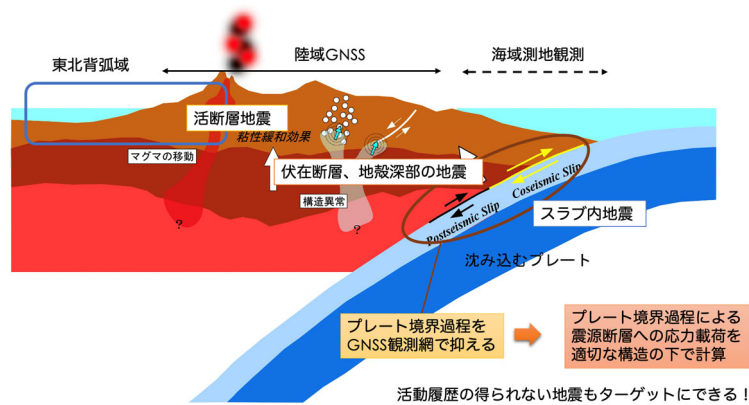 東北背弧域
陸域GNSS
海域測地観測
活断層地震
粘性緩和効果
マグマの移動
伏在断層、地殻深部の地震
構造異常
?
?
Coseismic Slip
Postseismic Slip
スラブ内地震
沈み込むプレート
プレート境界過程を
GNSS観測網で抑える
プレート境界過程による
震源断層への応力載荷を
適切な構造の下で計算
活動履歴の得られない地震もターゲットにできる!